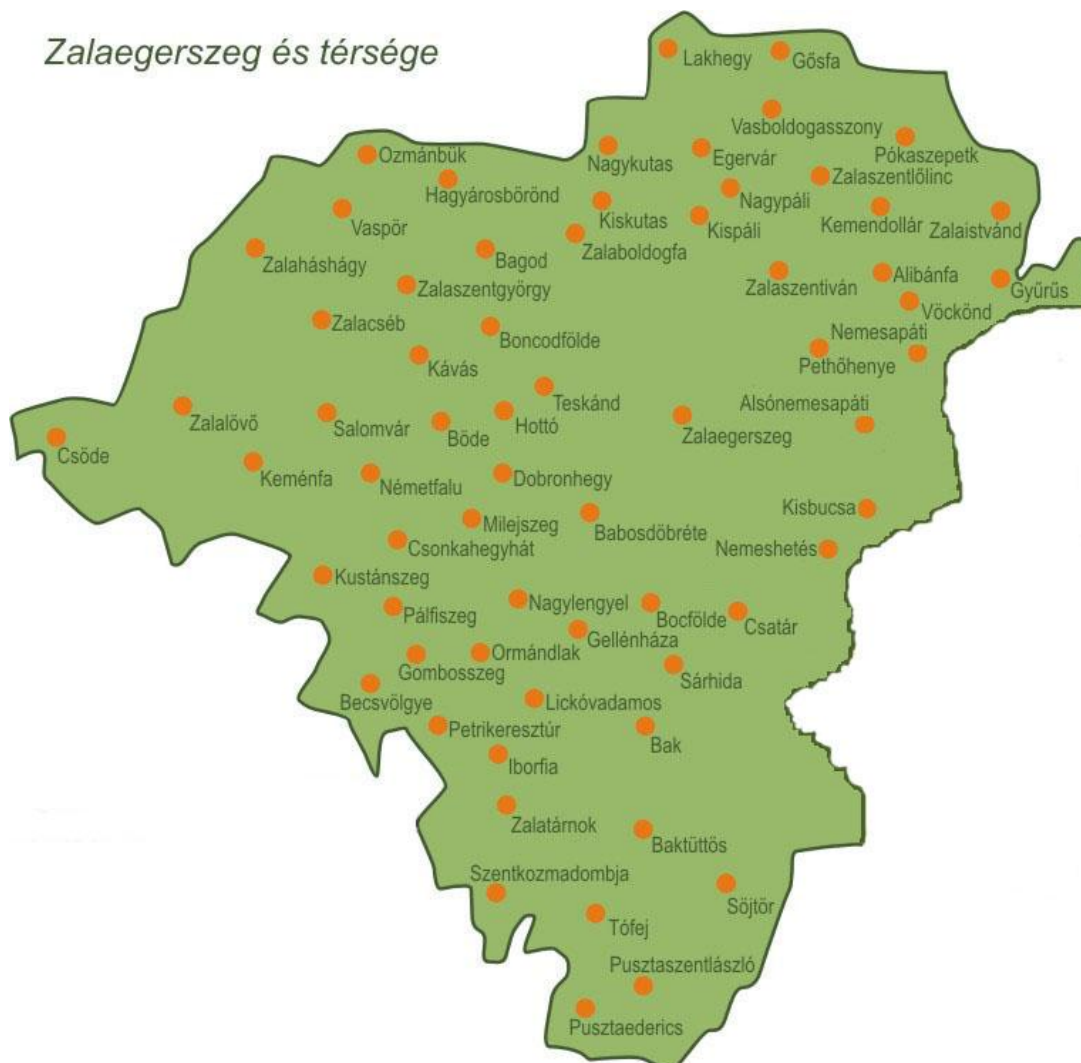 Zalaegerszeg és térsége
Lakhegy
Gősfa
Vasboldogasszony
Ozmánbük
Nagykutas
Egervár
Pókaszepetk
Hagyárosbörönd
Zalaszentlőlinc
Nagypáli
Kiskutas
Vaspör
Kispáli
Kemendollár
Zalaistvánd
Zalaháshágy
Bagod
Zalaboldogfa
Zalaszentgyörgy
Zalaszentiván
Alibánfa
Gyűrűs
Vöckönd
Zalacséb
Boncodfölde
Nemesapáti
Kávás
Pethőhenye
Teskánd
Alsónemesapáti
Zalalövő
Salomvár
Böde
Hottó
Zalaegerszeg
Csöde
Keménfa
Németfalu
Dobronhegy
Kisbucsa
Milejszeg
Babosdöbréte
Csonkahegyhát
Nemeshetés
Kustánszeg
Pálfiszeg
Nagylengyel
Bocfölde
Csatár
Gellénháza
Ormándlak
Gombosszeg
Sárhida
Becsvölgye
Lickóvadamos
Petrikeresztúr
Bak
Iborfia
Zalatárnok
Baktüttös
Szentkozmadombja
Söjtör
Tófej
Pusztaszentlászló
Pusztaederics